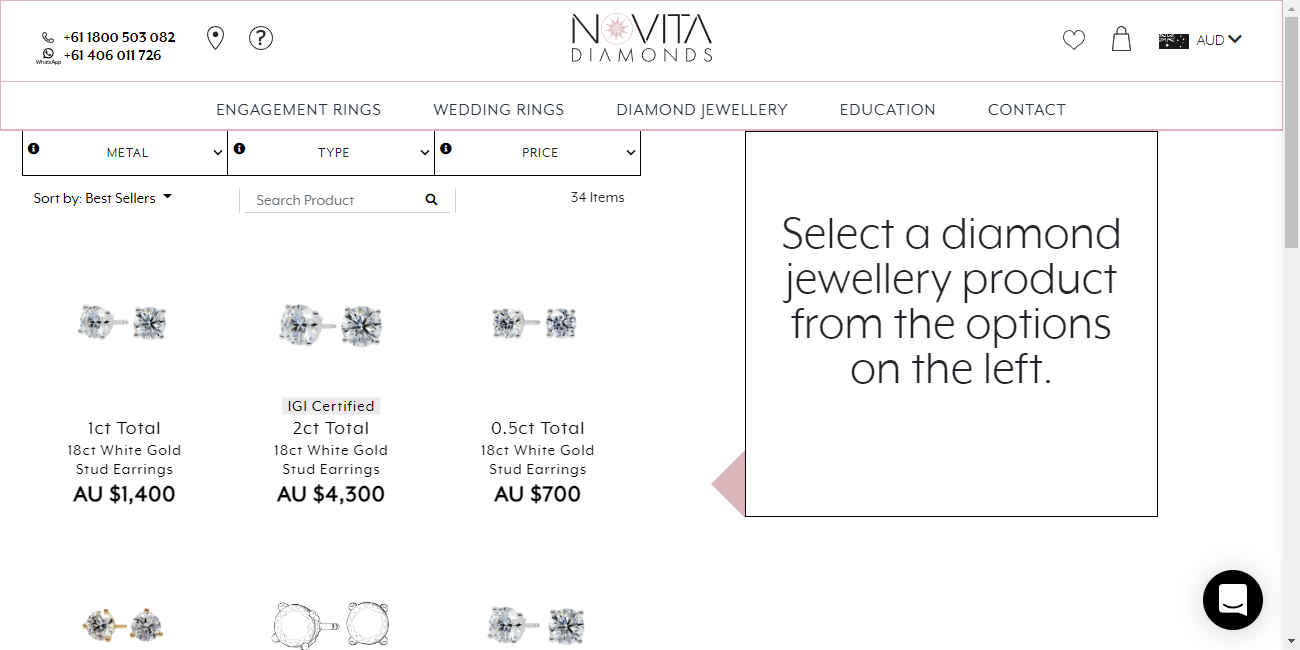 +61 1800 503 082
WhatsApp +61 406 011 726
?
NOVITA
DIAMONDS
AUD
ENGAGEMENT RINGS WEDDING RINGS DIAMOND JEWELLERY EDUCATION CONTACT
METAL TYPE PRICE
Sort by: Best Sellers Search Product 34 Items
Select a diamond
jewellery product
from the options
on the left.
1ct Total
18ct White Gold
Stud Earrings
AU $1,400
IGI Certified
2ct Total
18ct White Gold
Stud Earrings
AU $4,300
0.5ct Total
18ct White Gold
Stud Earrings
AU $700